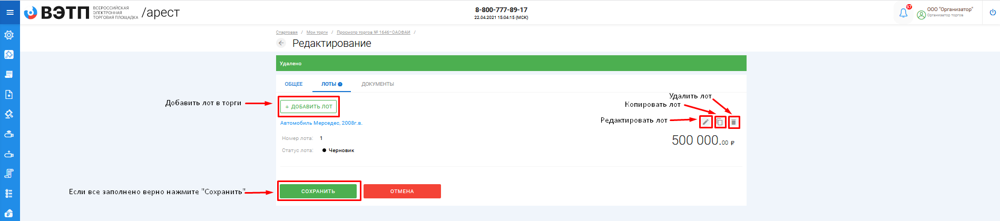 ВЭТП
ВСЕРОССИЙСКАЯ
ЭЛЕКТРОННАЯ
ТОРГОВАЯ ПЛОЩАДКА
/арест
8-800-777-89-17
22.04.2021 15:04:15 (МСК)
97
ООО "Организатор"
Организатор торгов
Стартовая / Мои торги / Просмотр торгов № 1646-ОАОФАИ /
Редактирование
Удалено
ОБЩЕЕ ЛОТЫ ДОКУМЕНТЫ
Добавить лот в торги
+ ДОБАВИТЬ ЛОТ
Удалить лот
Копировать лот
Редактировать лот
Автомобиль Мерседес, 2008г.в.
Номер лота: 1
500 000.00 ₽
Статус лота: Черновик
Если все заполнено верно нажмите "Сохранить"
СОХРАНИТЬ ОТМЕНА